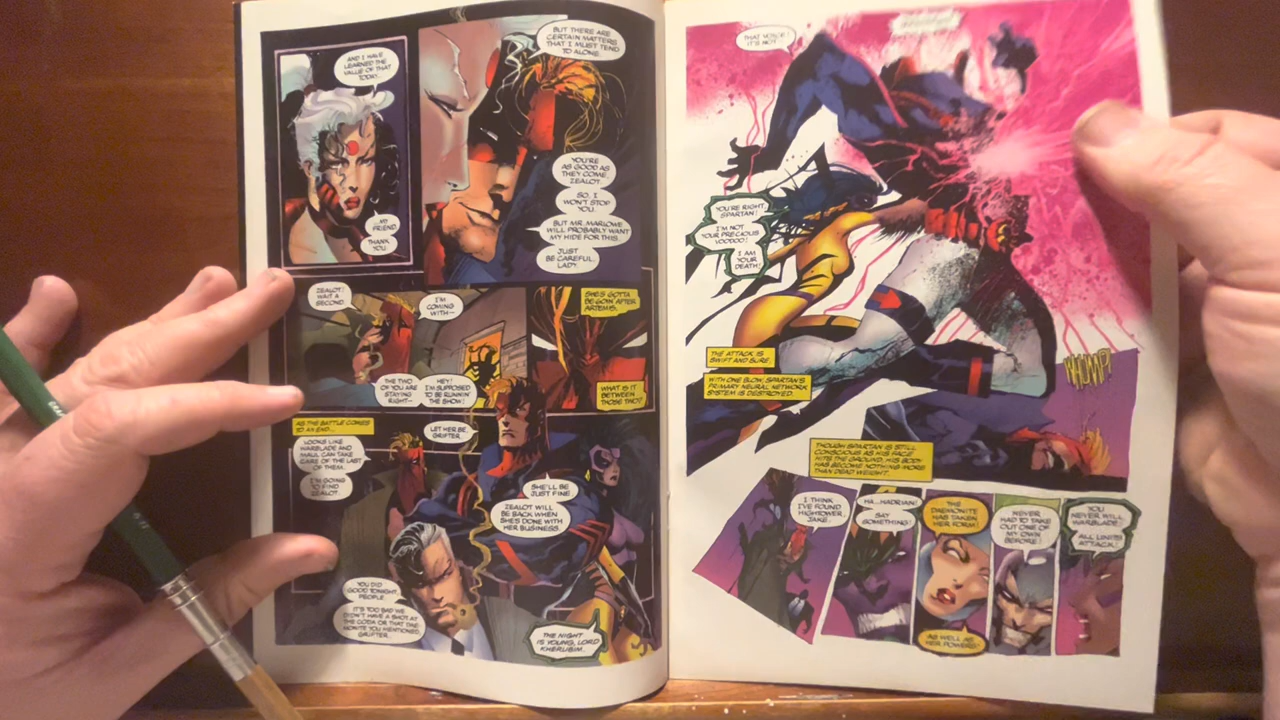 AND I HAVE
LEARNED THE
VALUE OF THAT
TODAY...
...MY
FRIEND.
THANK
YOU.
BUT THERE ARE
CERTAIN MATTERS
THAT I MUST TEND
TO ALONE.
YOU'RE
AS GOOD AS
THEY COME,
ZEALOT.
SO, I
WON'T STOP
YOU.
BUT MR. MARLOWE
WILL PROBABLY WANT
MY HIDE FOR THIS.
JUST
BE CAREFUL,
LADY.
ZEALOT!
WAIT A
SECOND.
I'M
COMING
WITH--
THE TWO
OF YOU ARE
STAYING
RIGHT--
HEY!
I'M SUPPOSED
TO BE RUNNIN'
THE SHOW!
SHE'S GOTTA
BE GOIN' AFTER
ARTEMIS.
WHAT IS IT
BETWEEN
THOSE TWO?
AS THE BATTLE COMES
TO AN END...
LOOKS LIKE
WARBLADE AND
MAUL CAN TAKE
CARE OF THE LAST
OF THEM.
I'M GOING
TO FIND
ZEALOT.
LET HER BE,
GRIFTER.
SHE'LL BE
JUST FINE.
ZEALOT WILL
BE BACK WHEN
SHE'S DONE WITH
HER BUSINESS.
YOU DID
GOOD TONIGHT,
PEOPLE.
IT'S TOO BAD WE
DIDN'T HAVE A SHOT AT
THE CODA OR THAT DAE-
MONITE YOU MENTIONED,
GRIFTER.
THE NIGHT
IS YOUNG, LORD
KHERUBIM.
THAT VOICE!
IT'S NOT--
YOU'RE RIGHT,
SPARTAN!
I'M NOT
YOUR PRECIOUS
VOODOO!
I AM
YOUR DEATH!
THE ATTACK IS
SWIFT AND SURE.
WITH ONE BLOW, SPARTAN'S
PRIMARY NEURAL NETWORK
SYSTEM IS DESTROYED.
WHUMP!
THOUGH SPARTAN IS STILL
CONSCIOUS AS HIS FACE
HITS THE GROUND, HIS BODY
HAS BECOME NOTHING MORE
THAN DEAD WEIGHT.
I THINK
I'VE FOUND
HIGHTOWER,
JAKE.
HA...HADRIAN!
SAY
SOMETHING!
THE
DAEMONITE
HAS TAKEN
HER FORM!
AS WELL AS
HER POWERS!
NEVER
HAD TO TAKE
OUT ONE OF
MY OWN
BEFORE!
YOU
NEVER WILL,
WARBLADE!
ALL UNITS
ATTACK!